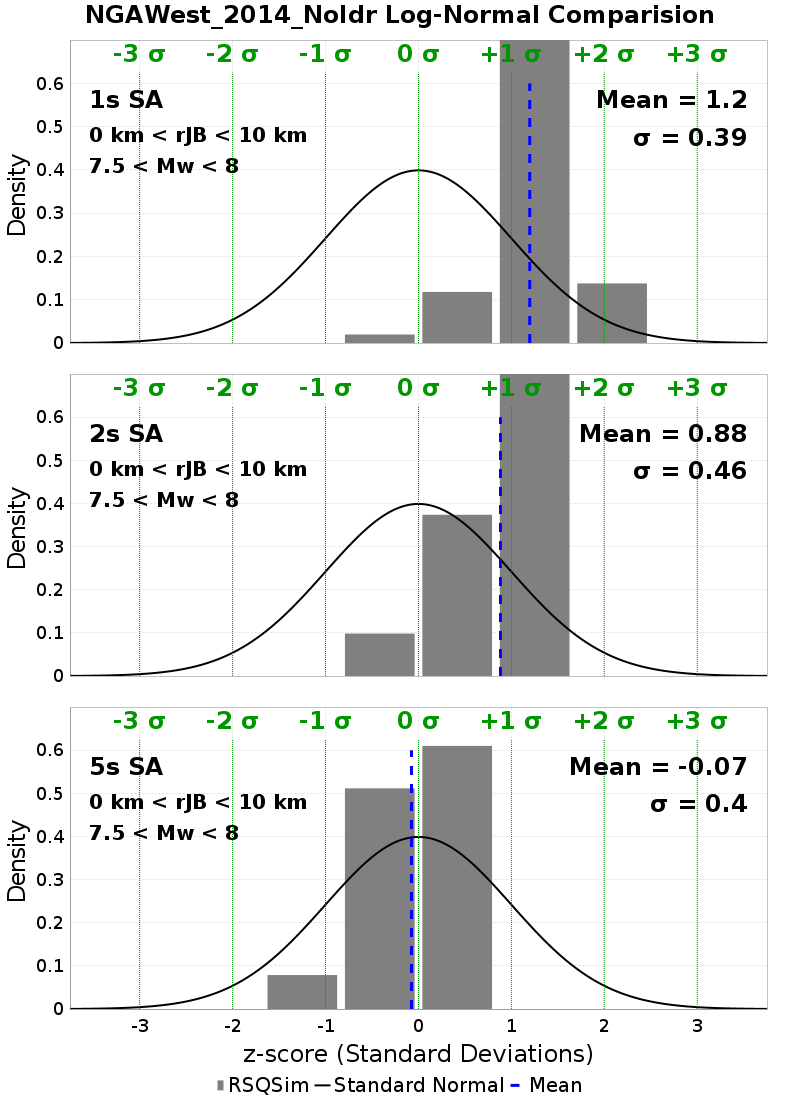 NGAWest_2014_NoIdr Log-Normal Comparision
-3 σ -2 σ -1 σ 0 σ +1 σ +2 σ +3 σ
0.6
1s SA
Mean = 1.2
0.5
0 km < rJB < 10 km
σ = 0.39
7.5 < Mw < 8
0.4
Density
0.3
0.2
0.1
0
-3 σ -2 σ -1 σ 0 σ +1 σ +2 σ +3 σ
0.6
2s SA
Mean = 0.88
0.5
0 km < rJB < 10 km
σ = 0.46
7.5 < Mw < 8
0.4
Density
0.3
0.2
0.1
0
-3 σ -2 σ -1 σ 0 σ +1 σ +2 σ +3 σ
0.6
5s SA
Mean = -0.07
0.5
0 km < rJB < 10 km
σ = 0.4
7.5 < Mw < 8
0.4
Density
0.3
0.2
0.1
0
-3 -2 -1 0 1 2 3
z-score (Standard Deviations)
RSQSim Standard Normal Mean